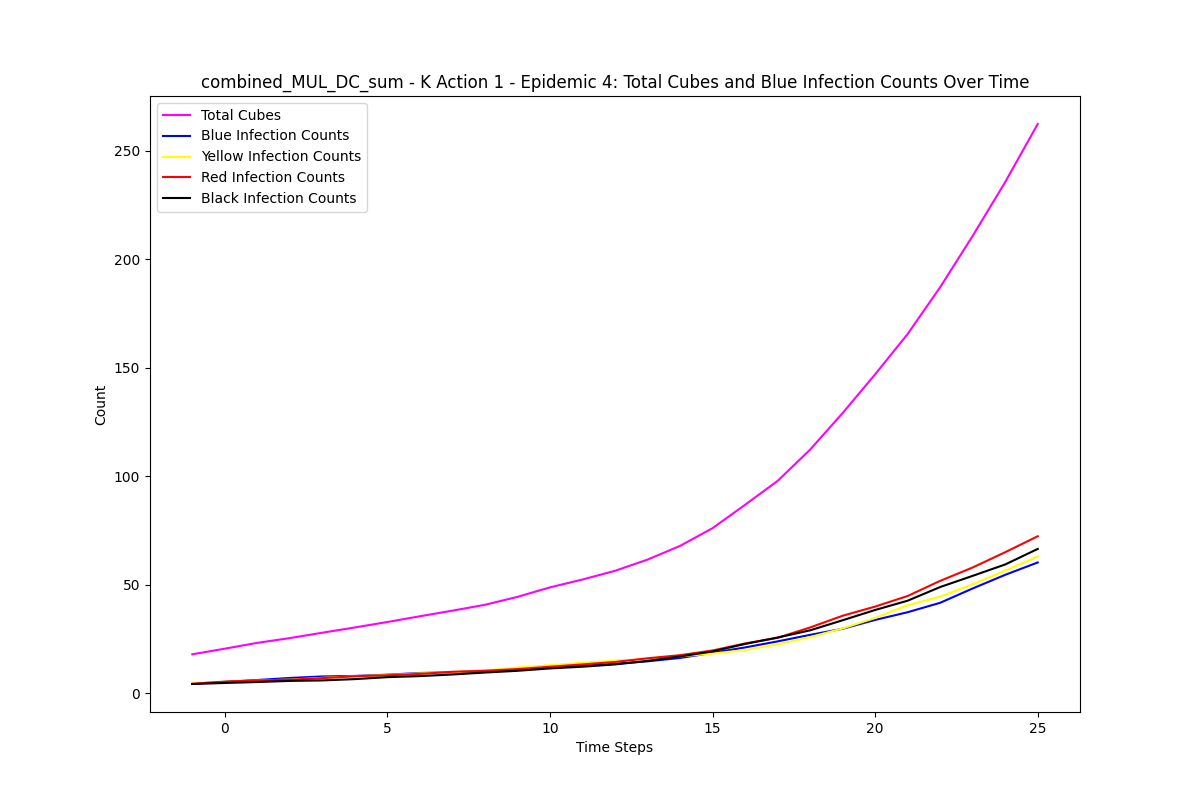 combined_MUL_DC_sum - K Action 1 - Epidemic 4: Total Cubes and Blue Infection Counts Over Time
Total Cubes
Blue Infection Counts
Yellow Infection Counts
Red Infection Counts
Black Infection Counts
250
200
150
100
50
0
Count
0 5 10 15 20 25
Time Steps